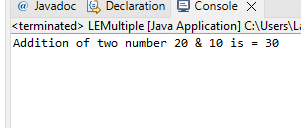 @ Javadoc Declaration Console
<terminated> LEMultiple [Java Application] C:\Users\La
Addition of two number 20 & 10 is = 30